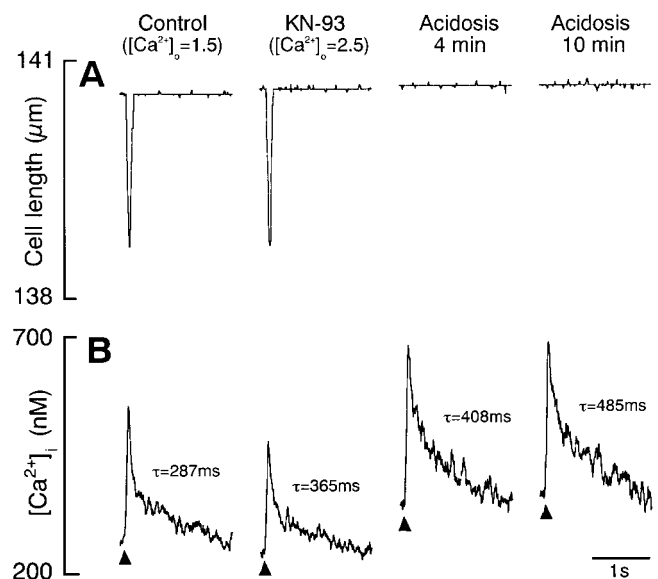 Control
([Ca²⁺]ₒ=1.5)
KN-93
([Ca²⁺]ₒ=2.5)
Acidosis
4 min
Acidosis
10 min
A
141
Cell length (µm)
138
B
700
[Ca²⁺]ᵢ (nM)
200
τ=287ms
τ=365ms
τ=408ms
τ=485ms
1s